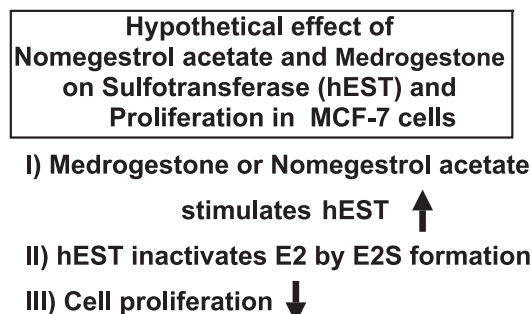 Hypothetical effect of
Nomegestrol acetate and Medrogestone
on Sulfotransferase (hEST) and
Proliferation in MCF-7 cells
I) Medrogestone or Nomegestrol acetate
stimulates hEST ↑
II) hEST inactivates E2 by E2S formation
III) Cell proliferation ↓